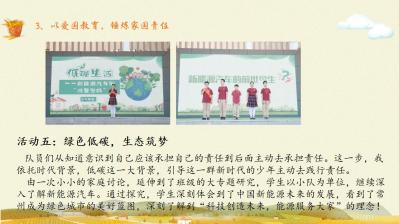 3、以爱国教育,锤炼家国责任
低碳生活
新能源汽车的前世今生
活动五:绿色低碳,生态筑梦
队员们从知道意识到自己应该承担自己的责任到后面主动去承担责任。这一步,我
依托时代背景,低碳这一大背景,引导这一群新时代的少年主动去践行责任。
由一次小小的家庭讨论,延伸到了班级的大专题研究,学生以小队为单位,继续深
入了解新能源汽车。通过探究,学生深刻体会到了中国新能源未来的发展,看到了常
州成为绿色城市的美好蓝图,深刻了解到“科技创造未来,能源服务大家”的理念!